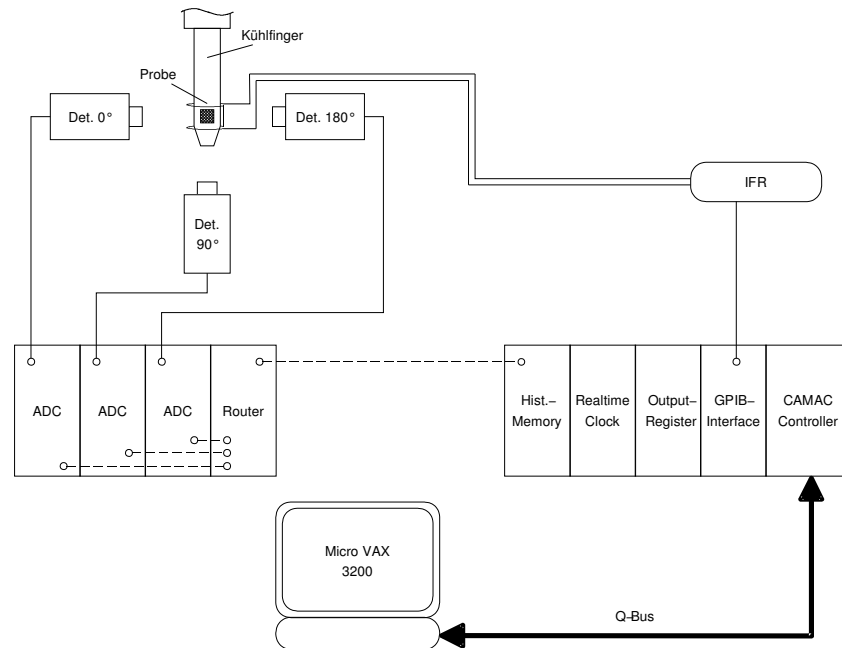 Kühlfinger
Probe
Det. 0°
Det. 180°
IFR
Det.
90°
ADC
ADC
ADC
Router
Hist.–
Memory
Realtime
Clock
Output–
Register
GPIB–
Interface
CAMAC
Controller
Micro VAX
3200
Q–Bus